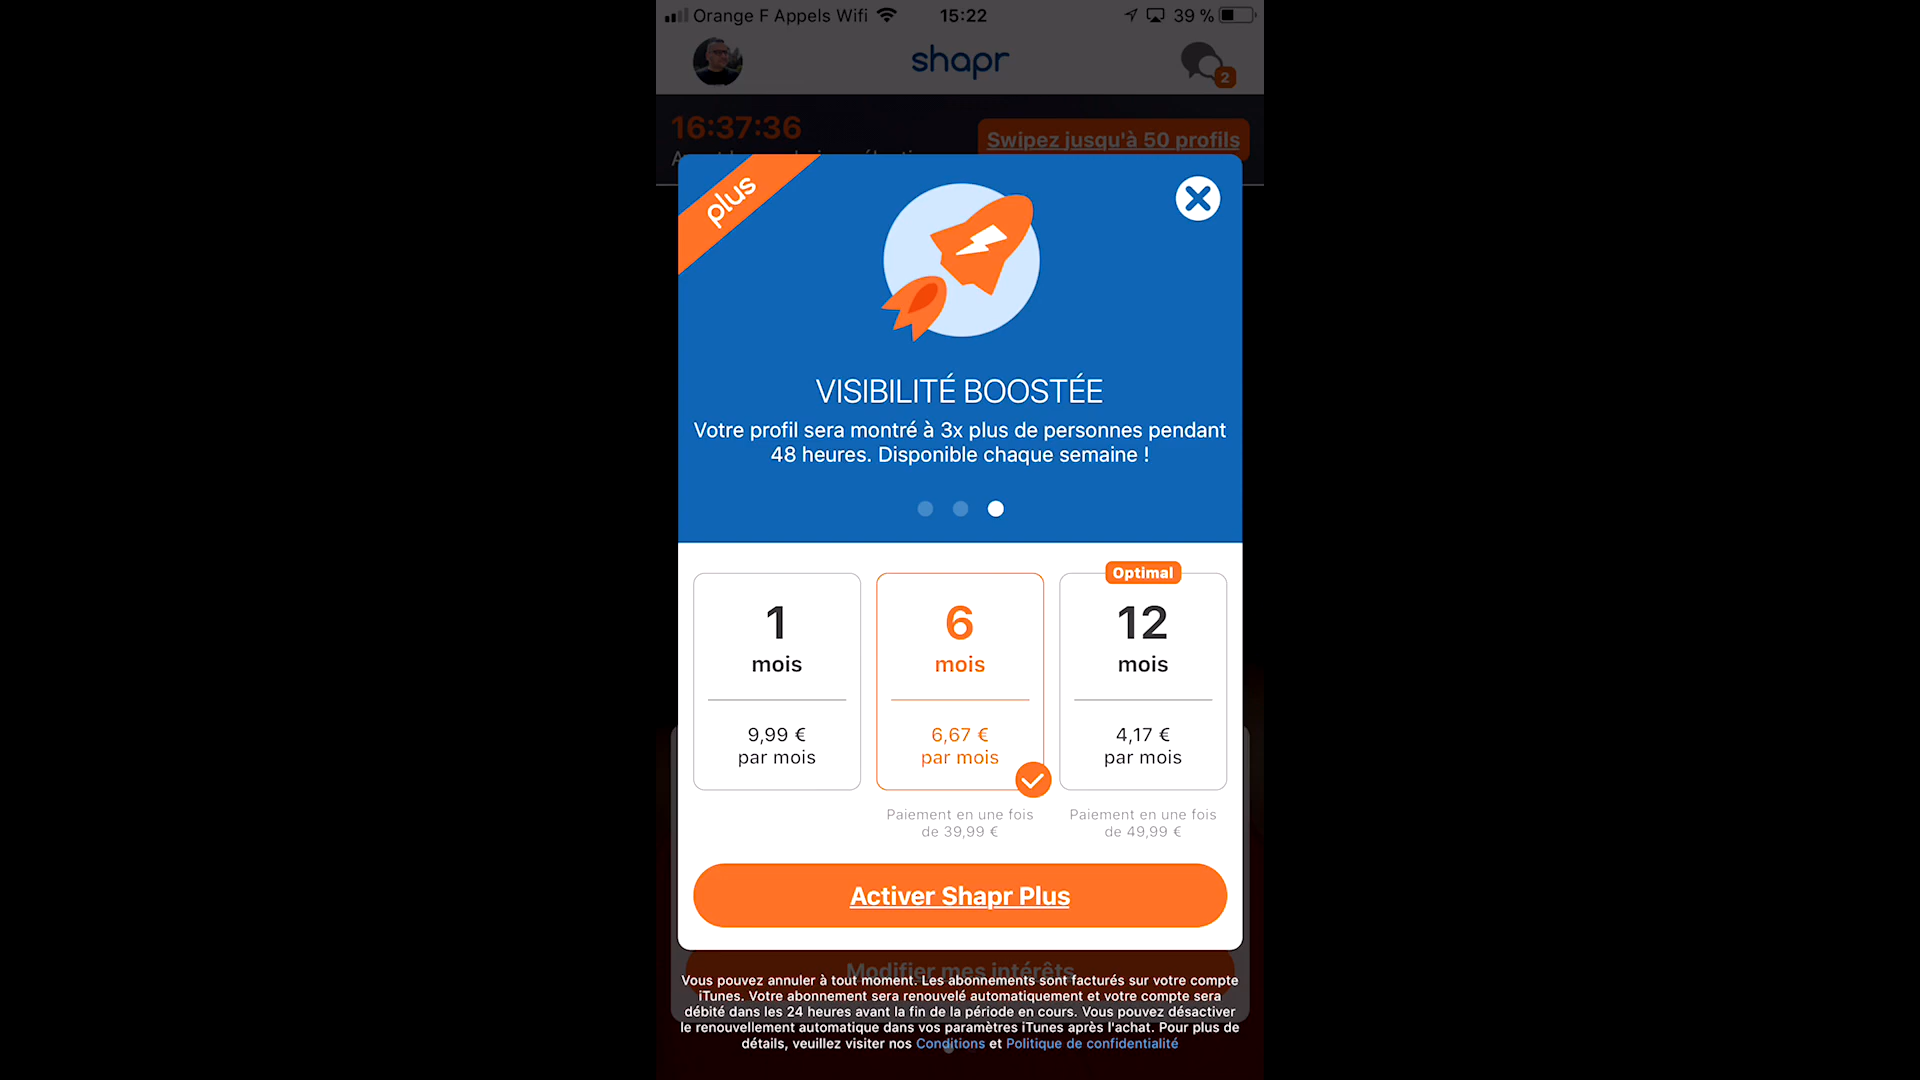 Orange F Appels Wifi
15:22
39 %
shapr
2
16:37:36
Swipez jusqu'à 50 profils
plus
VISIBILITÉ BOOSTÉE
Votre profil sera montré à 3x plus de personnes pendant
48 heures. Disponible chaque semaine !
1
mois
9,99 €
par mois
6
mois
6,67 €
par mois
Paiement en une fois
de 39,99 €
Optimal
12
mois
4,17 €
par mois
Paiement en une fois
de 49,99 €
Activer Shapr Plus
Modifier mes intérêts
Vous pouvez annuler à tout moment. Les abonnements sont facturés sur votre compte
iTunes. Votre abonnement sera renouvelé automatiquement et votre compte sera
débité dans les 24 heures avant la fin de la période en cours. Vous pouvez désactiver
le renouvellement automatique dans vos paramètres iTunes après l'achat. Pour plus de
détails, veuillez visiter nos Conditions et Politique de confidentialité